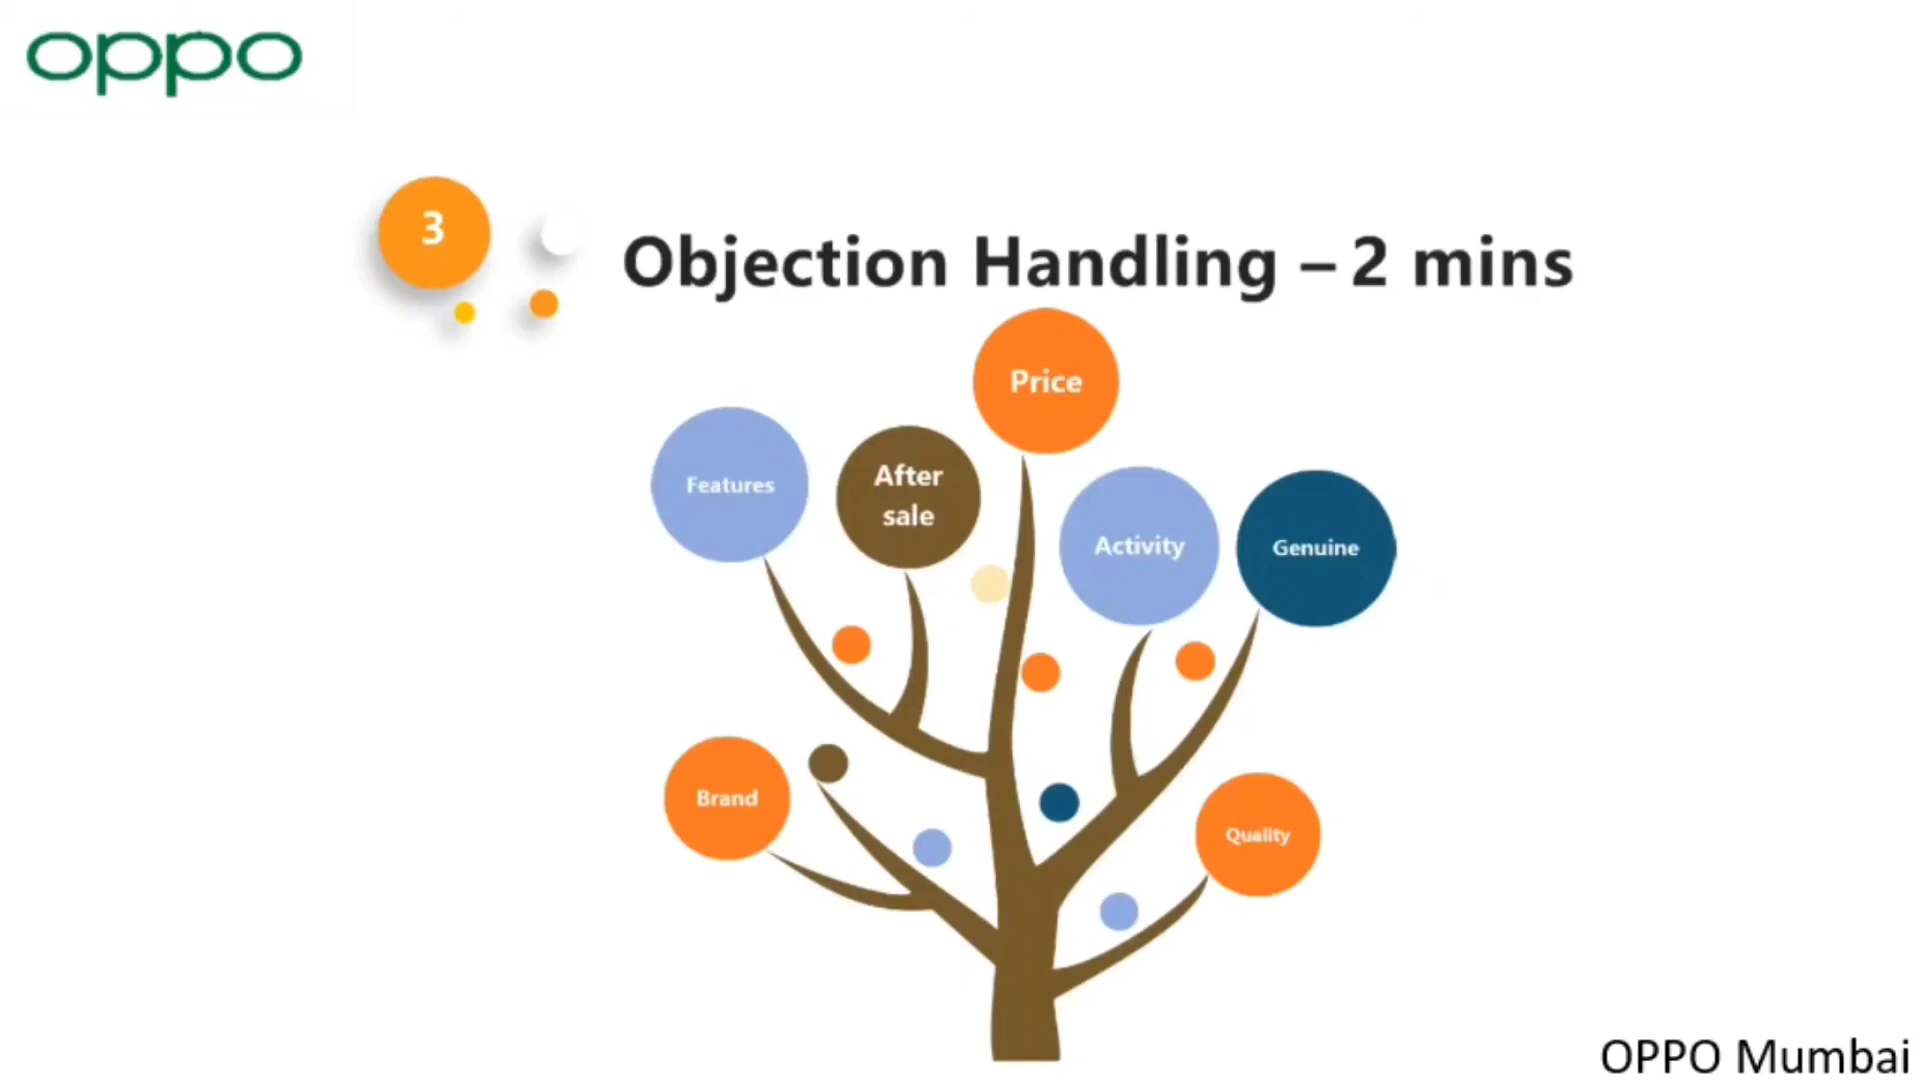 oppo
3
Objection Handling – 2 mins
Price
Features
After
sale
Activity
Genuine
Brand
Quality
OPPO Mumbai